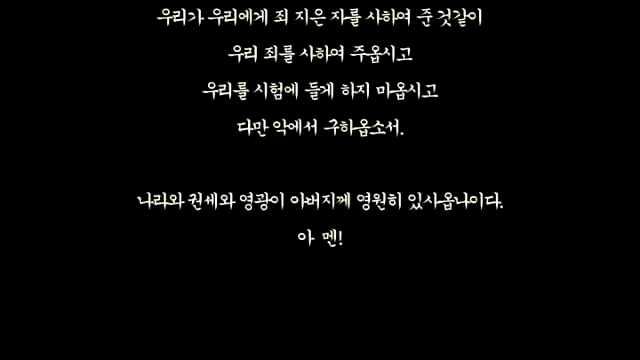 우리가 우리에게 죄 지은 자를 사하여 준 것같이
우리 죄를 사하여 주옵시고
우리를 시험에 들게 하지 마옵시고
다만 악에서 구하옵소서.
나라와 권세와 영광이 아버지께 영원히 있사옵나이다.
아 멘!